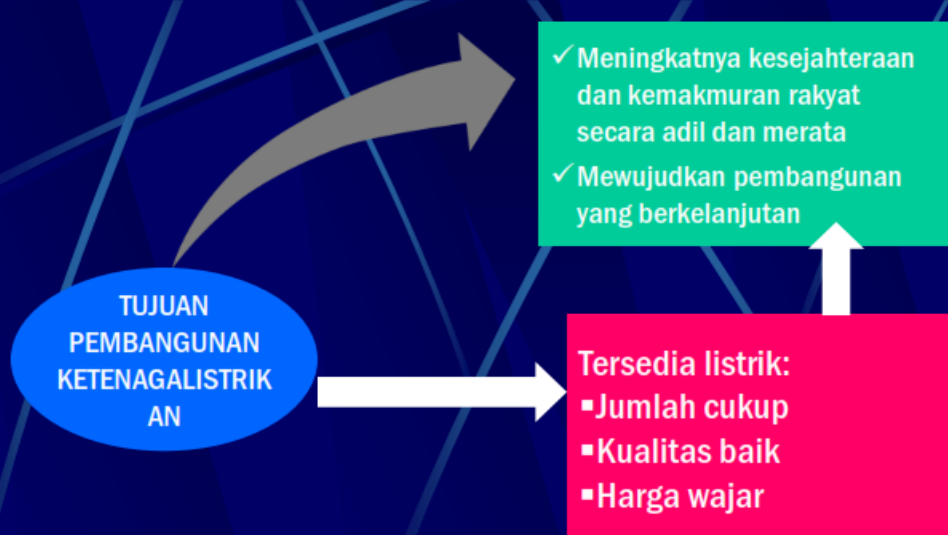 ✓Meningkatnya kesejahteraan
dan kemakmuran rakyat
secara adil dan merata
✓Mewujudkan pembangunan
yang berkelanjutan
TUJUAN
PEMBANGUNAN
KETENAGALISTRIK
AN
Tersedia listrik:
▪Jumlah cukup
▪Kualitas baik
▪Harga wajar